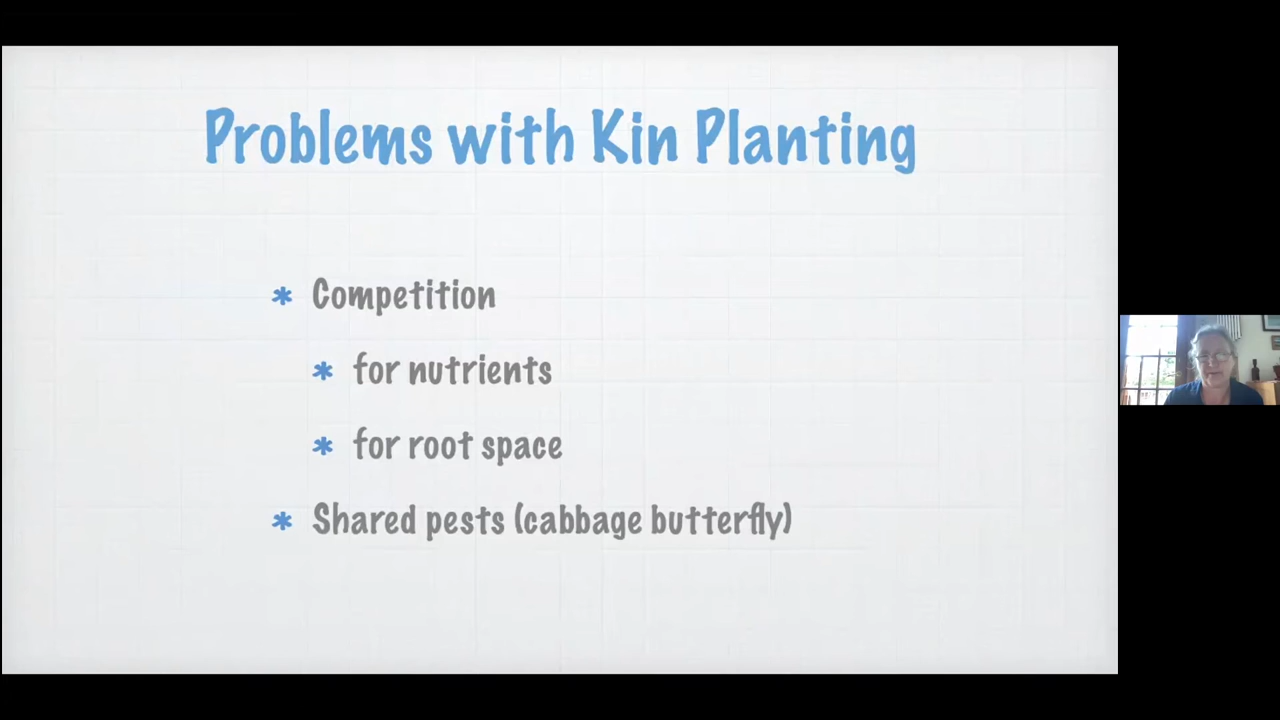 Problems with Kin Planting
* Competition
* for nutrients
* for root space
* Shared pests (cabbage butterfly)